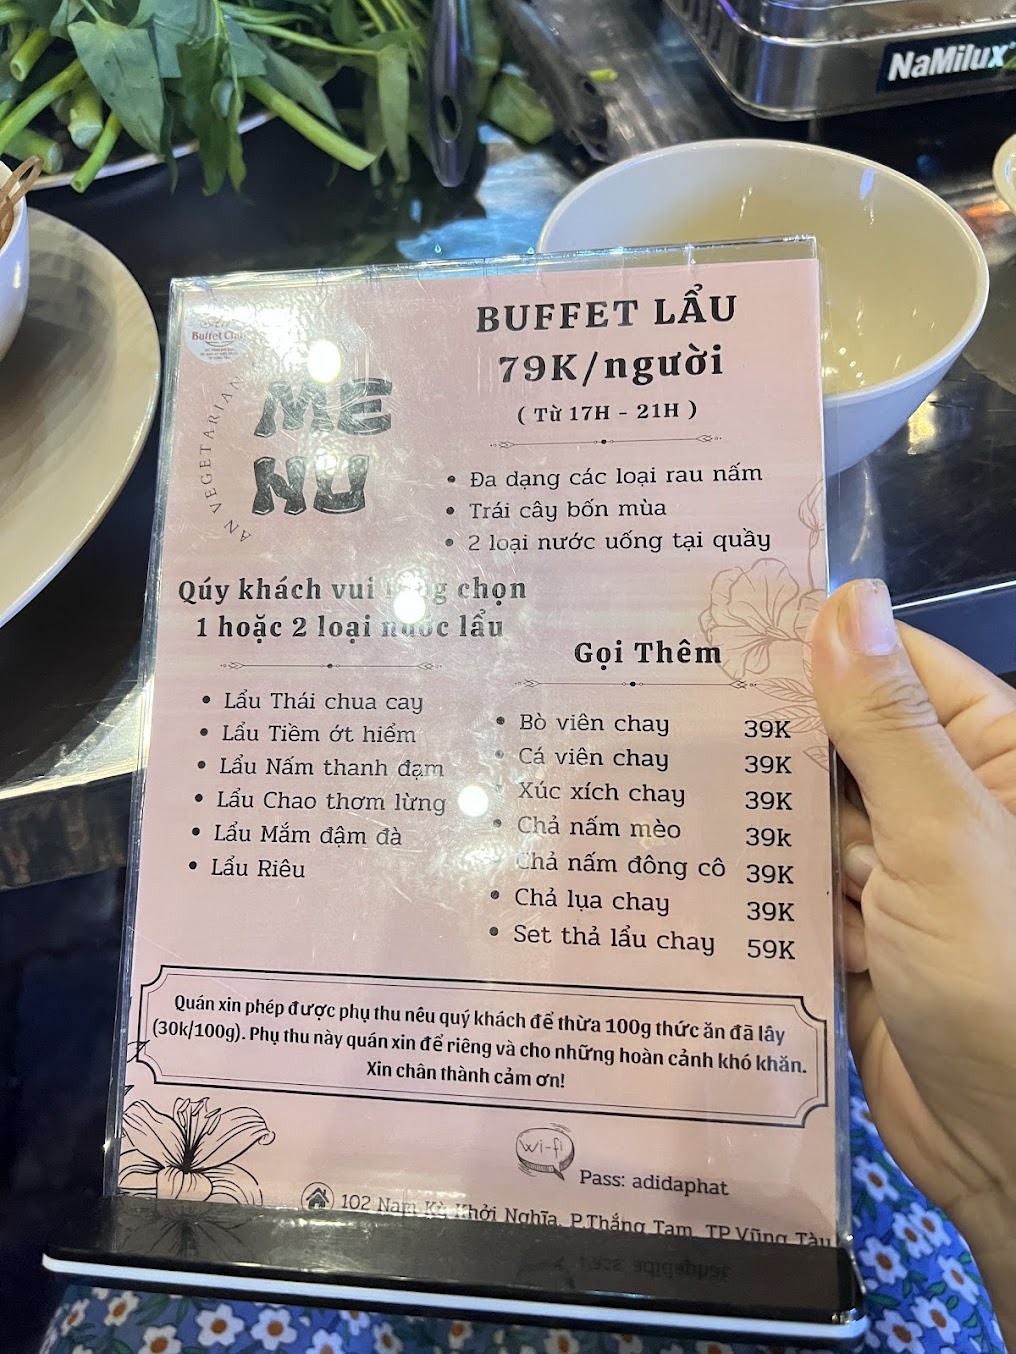 NaMilux
Buffet Chay
ME
NU
AN VEGETARIAN
BUFFET LẨU
79K/người
( Từ 17H - 21H )
• Đa dạng các loại rau nấm
• Trái cây bốn mùa
• 2 loại nước uống tại quầy
Qúy khách vui lòng chọn
1 hoặc 2 loại nước lẩu
• Lẩu Thái chua cay
• Lẩu Tiềm ớt hiểm
• Lẩu Nấm thanh đạm
• Lẩu Chao thơm lừng
• Lẩu Mắm đậm đà
• Lẩu Riêu
Gọi Thêm
• Bò viên chay 39K
• Cá viên chay 39K
• Xúc xích chay 39K
• Chả nấm mèo 39k
• Chả nấm đông cô 39K
• Chả lụa chay 39K
• Set thả lẩu chay 59K
Quán xin phép được phụ thu nêu quý khách để thừa 100g thức ăn đã lây
(30k/100g). Phụ thu này quán xin để riêng và cho những hoàn cảnh khó khăn.
Xin chân thành cảm ơn!
Wi-fi
Pass: adidaphat
102 Nam Kỳ Khởi Nghĩa, P.Thắng Tam, TP Vũng Tàu